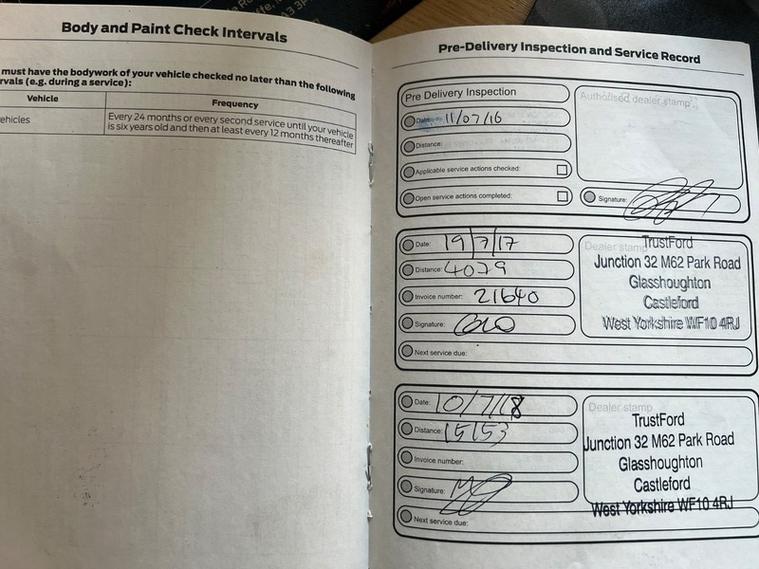 Body and Paint Check Intervals
must have the bodywork of your vehicle checked no later than the following
rvals (e.g. during a service):
Vehicle
Frequency
ehicles
Every 24 months or every second service until your vehicle
is six years old and then at least every 12 months thereafter
Pre-Delivery Inspection and Service Record
Pre Delivery Inspection
Date: 11/07/16
Distance:
Applicable service actions checked:
Open service actions completed:
Authorised dealer stamp:
Signature:
Date: 19/7/17
Distance: 4079
Invoice number: 21640
Signature:
Next service due:
Dealer stamp
TrustFord
Junction 32 M62 Park Road
Glasshoughton
Castleford
West Yorkshire WF10 4RJ
Date: 10/7/18
Distance: 15153
Invoice number:
Signature:
Next service due:
Dealer stamp
TrustFord
Junction 32 M62 Park Road
Glasshoughton
Castleford
West Yorkshire WF10 4RJ